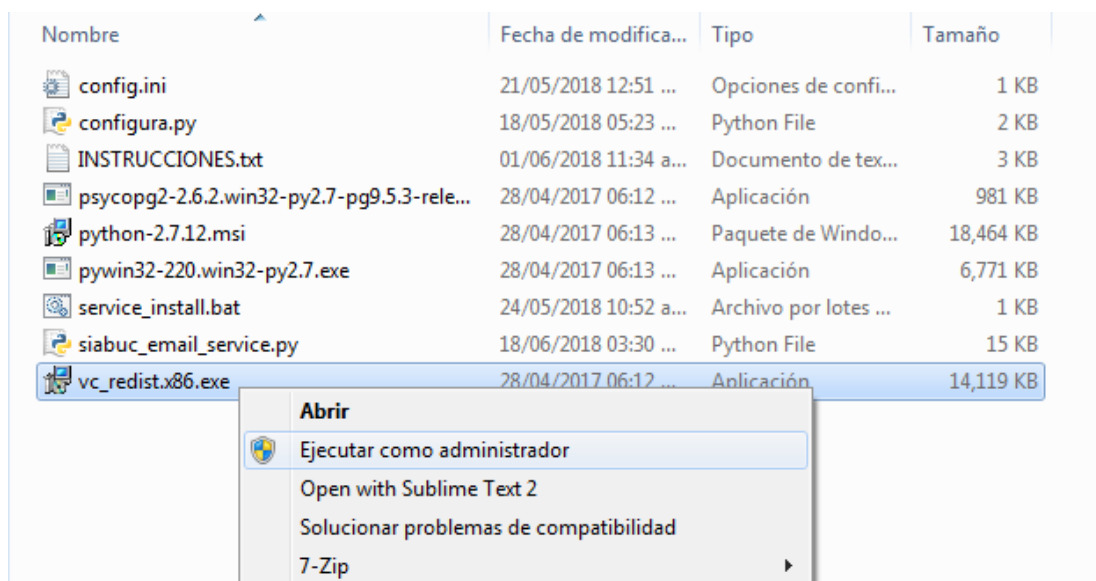 Nombre Fecha de modifica... Tipo Tamaño
config.ini 21/05/2018 12:51 ... Opciones de confi... 1 KB
configura.py 18/05/2018 05:23 ... Python File 2 KB
INSTRUCCIONES.txt 01/06/2018 11:34 a... Documento de tex... 3 KB
psycopg2-2.6.2.win32-py2.7-pg9.5.3-rele... 28/04/2017 06:12 ... Aplicación 981 KB
python-2.7.12.msi 28/04/2017 06:13 ... Paquete de Windo... 18,464 KB
pywin32-220.win32-py2.7.exe 28/04/2017 06:13 ... Aplicación 6,771 KB
service_install.bat 24/05/2018 10:52 a... Archivo por lotes ... 1 KB
siabuc_email_service.py 18/06/2018 03:30 ... Python File 15 KB
vc_redist.x86.exe 28/04/2017 06:12 ... Aplicación 14,119 KB
Abrir
Ejecutar como administrador
Open with Sublime Text 2
Solucionar problemas de compatibilidad
7-Zip